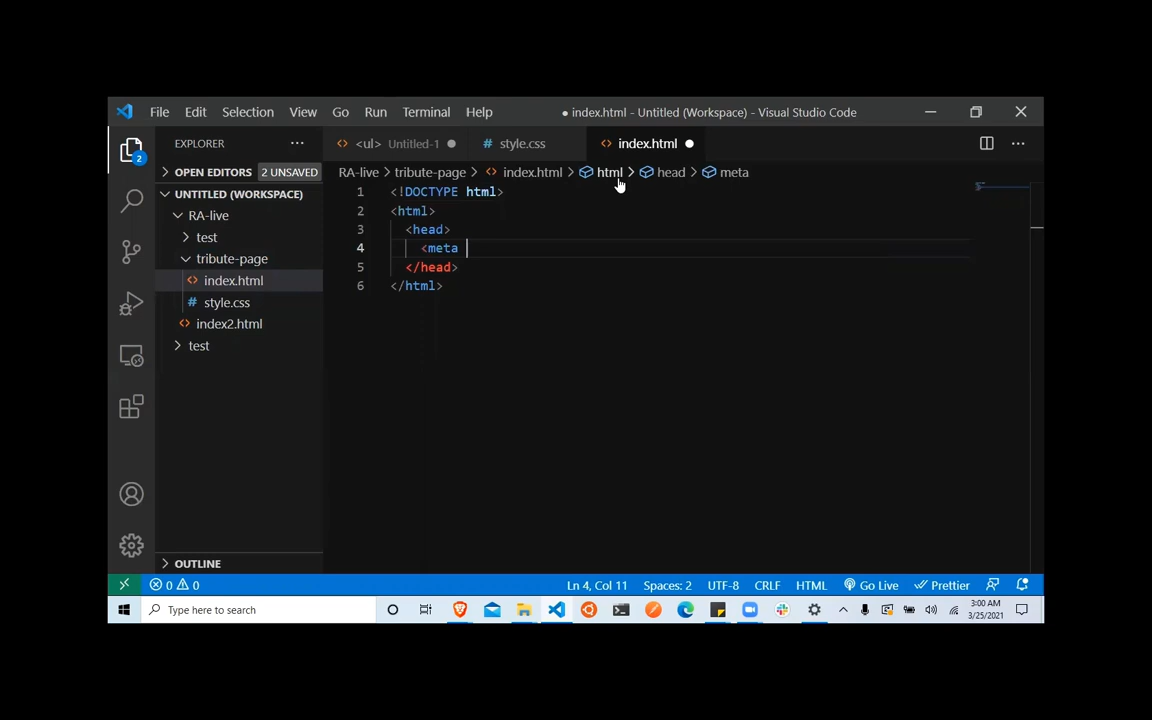 File Edit Selection View Go Run Terminal Help ● index.html - Untitled (Workspace) - Visual Studio Code
EXPLORER ··· <> <ul> Untitled-1 ● # style.css <> index.html ● ···
2
> OPEN EDITORS 2 UNSAVED
RA-live > tribute-page > <> index.html > html > head > meta
UNTITLED (WORKSPACE)
RA-live
> test
tribute-page
<> index.html
# style.css
<> index2.html
> test
> OUTLINE
1 <!DOCTYPE html>
2 <html>
3 <head>
4 <meta
5 </head>
6 </html>
0 0 Ln 4, Col 11 Spaces: 2 UTF-8 CRLF HTML Go Live Prettier
Type here to search 3:00 AM
3/25/2021